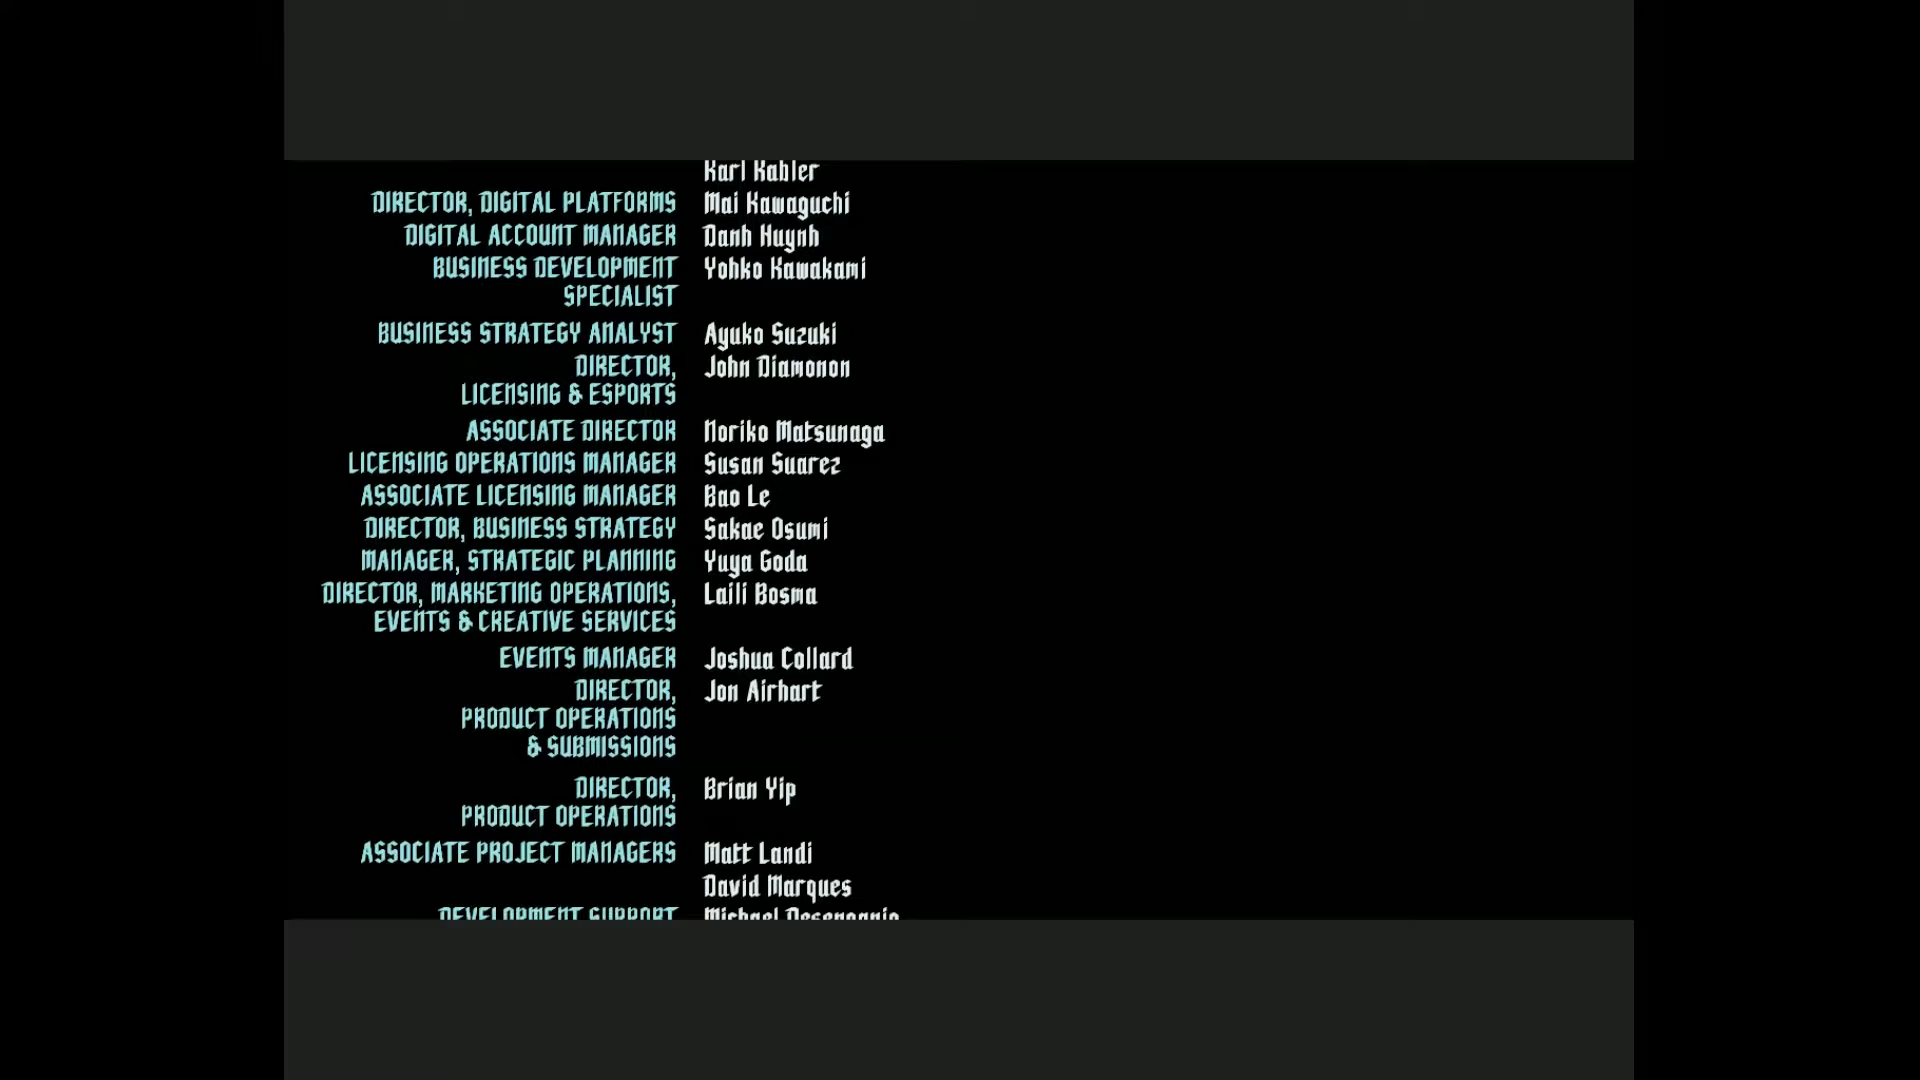 Karl Kahler
DIRECTOR, DIGITAL PLATFORMS Mai Kawaguchi
DIGITAL ACCOUNT MANAGER Danh Huynh
BUSINESS DEVELOPMENT Yohko Kawakami
SPECIALIST
BUSINESS STRATEGY ANALYST Ayuko Suzuki
DIRECTOR, John Diamonon
LICENSING & ESPORTS
ASSOCIATE DIRECTOR Noriko Matsunaga
LICENSING OPERATIONS MANAGER Susan Suarez
ASSOCIATE LICENSING MANAGER Bao Le
DIRECTOR, BUSINESS STRATEGY Sakae Osumi
MANAGER, STRATEGIC PLANNING Yuya Goda
DIRECTOR, MARKETING OPERATIONS, Laili Bosma
EVENTS & CREATIVE SERVICES
EVENTS MANAGER Joshua Collard
DIRECTOR, Jon Airhart
PRODUCT OPERATIONS
& SUBMISSIONS
DIRECTOR, Brian Yip
PRODUCT OPERATIONS
ASSOCIATE PROJECT MANAGERS Matt Landi
David Marques
DEVELOPMENT SUPPORT Michael